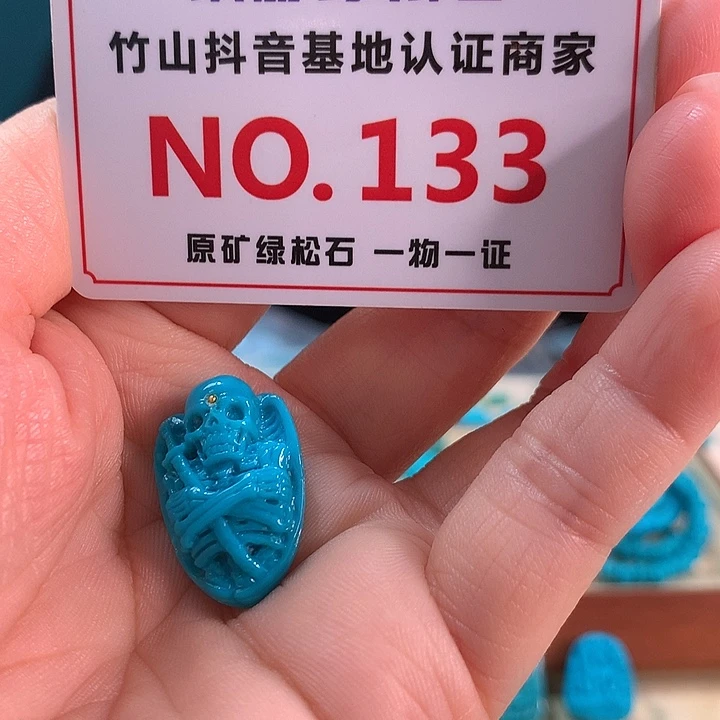 竹山抖音基地认证商家
NO.133
原矿绿松石 一物一证